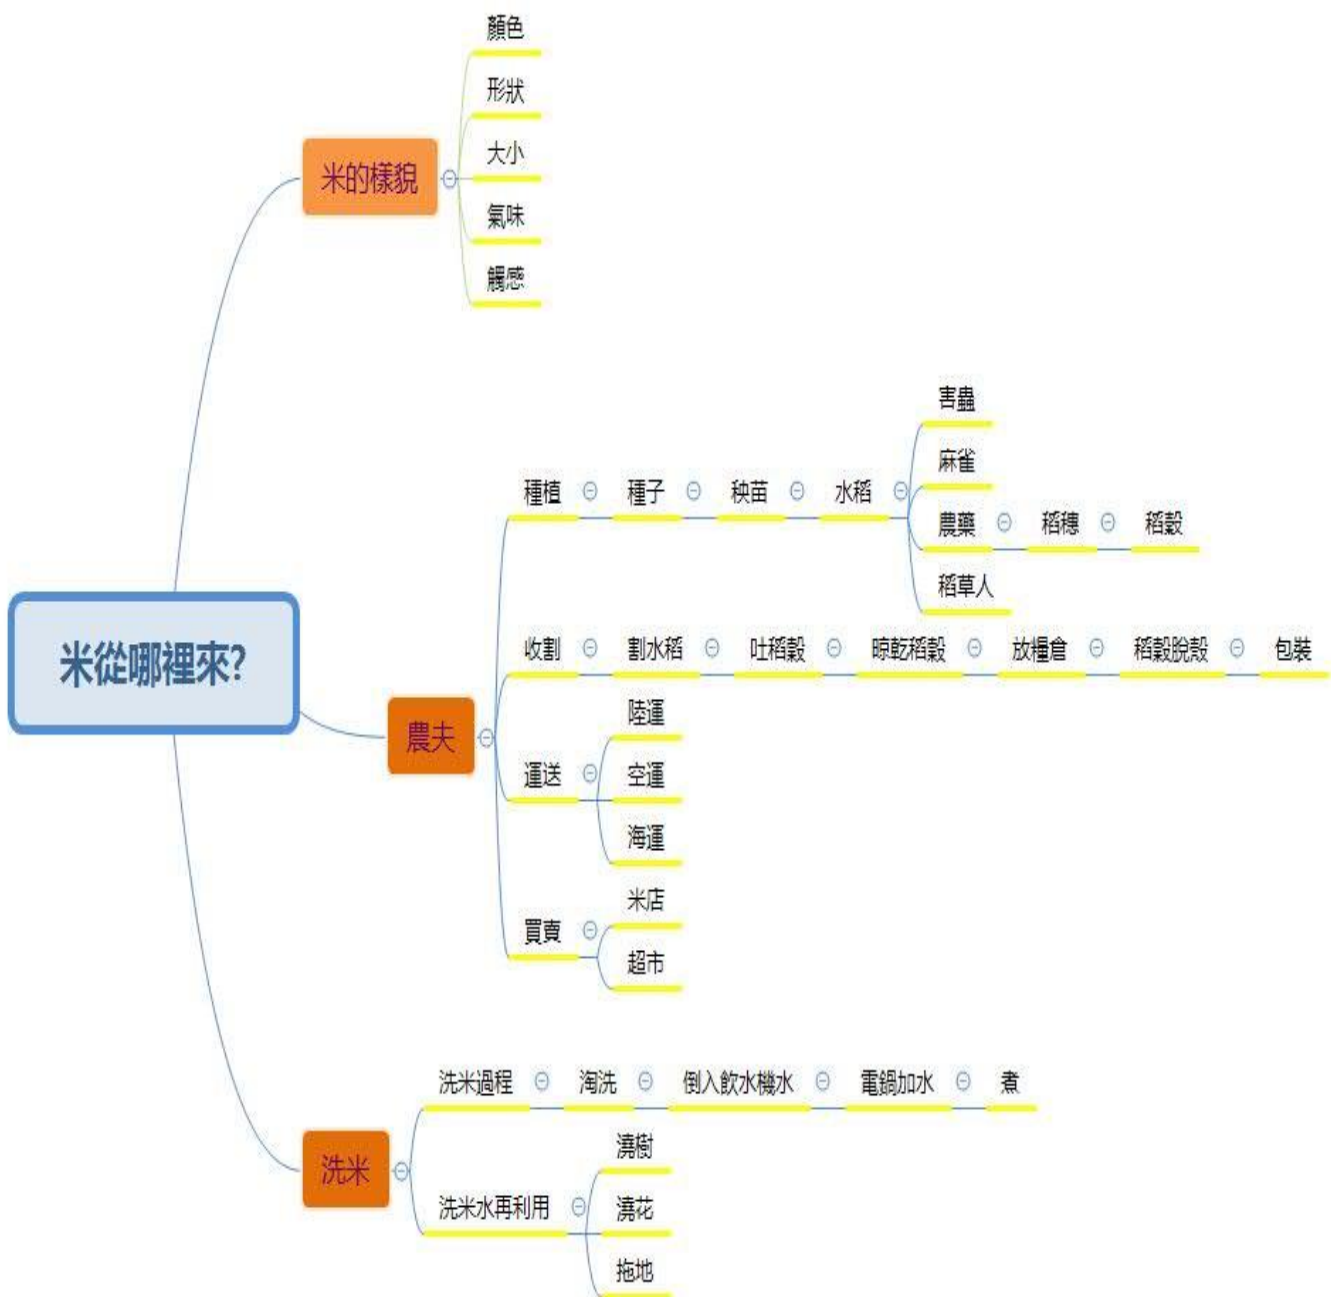 米從哪裡來?
米的樣貌
顏色
形狀
大小
氣味
觸感
農夫
種植
種子
秧苗
水稻
害蟲
麻雀
農藥
稻穗
稻穀
稻草人
收割
割水稻
吐稻穀
晾乾稻穀
放糧倉
稻穀脫殼
包裝
運送
陸運
空運
海運
買賣
米店
超市
洗米
洗米過程
淘洗
倒入飲水機水
電鍋加水
煮
洗米水再利用
澆樹
澆花
拖地